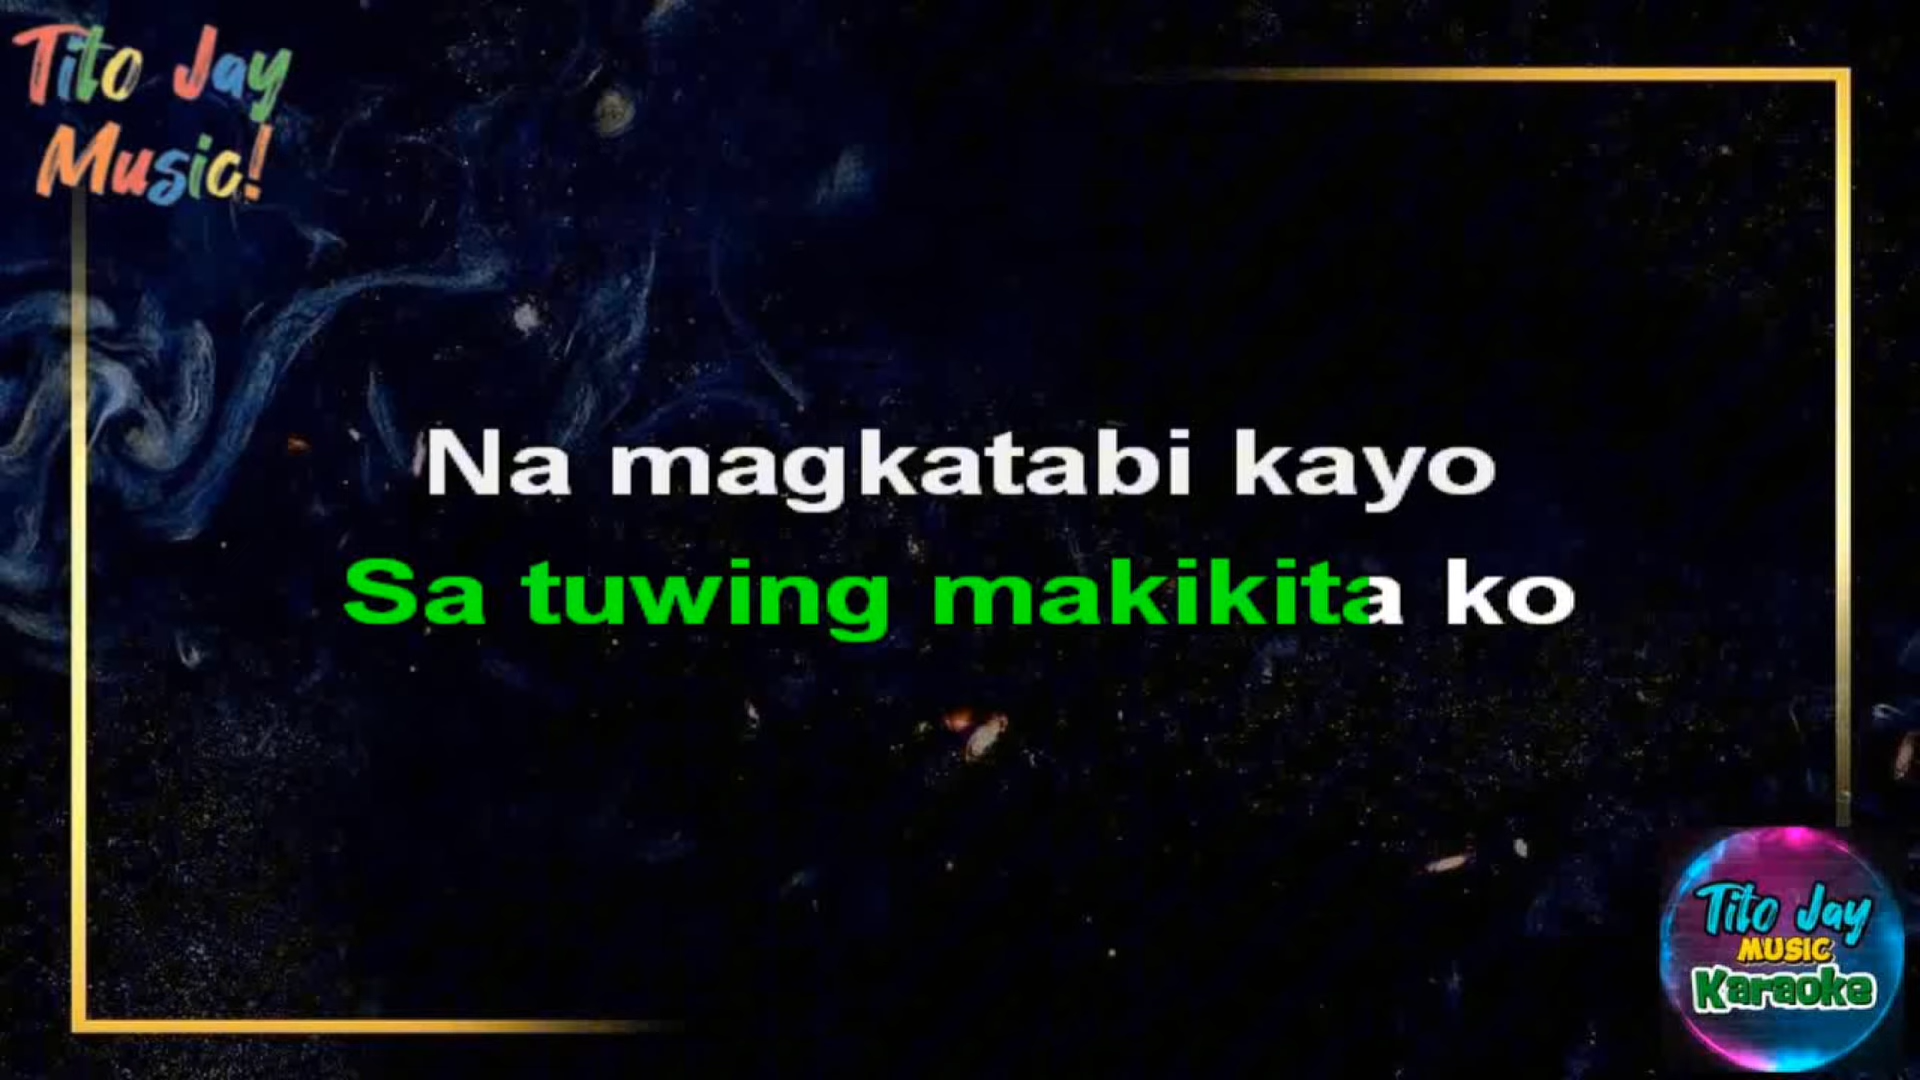 Tito Jay
Music!
Na magkatabi kayo
Sa tuwing makikita ko
Tito Jay
MUSIC
Karaoke